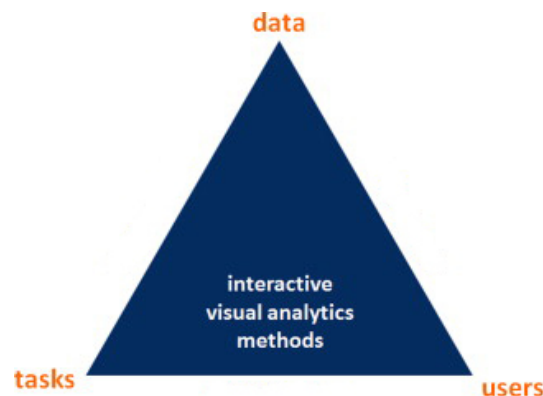 data
interactive
visual analytics
methods
tasks
users